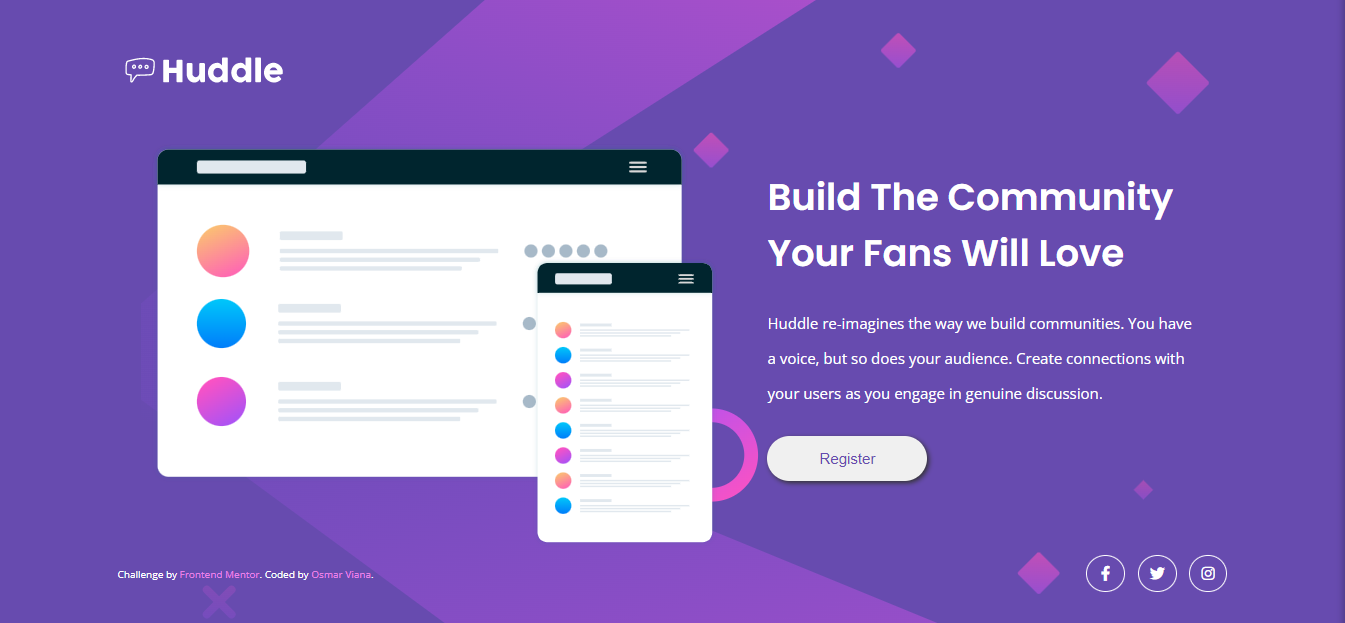 Huddle
Build The Community
Your Fans Will Love
Huddle re-imagines the way we build communities. You have
a voice, but so does your audience. Create connections with
your users as you engage in genuine discussion.
Register
Challenge by Frontend Mentor. Coded by Osmar Viana.